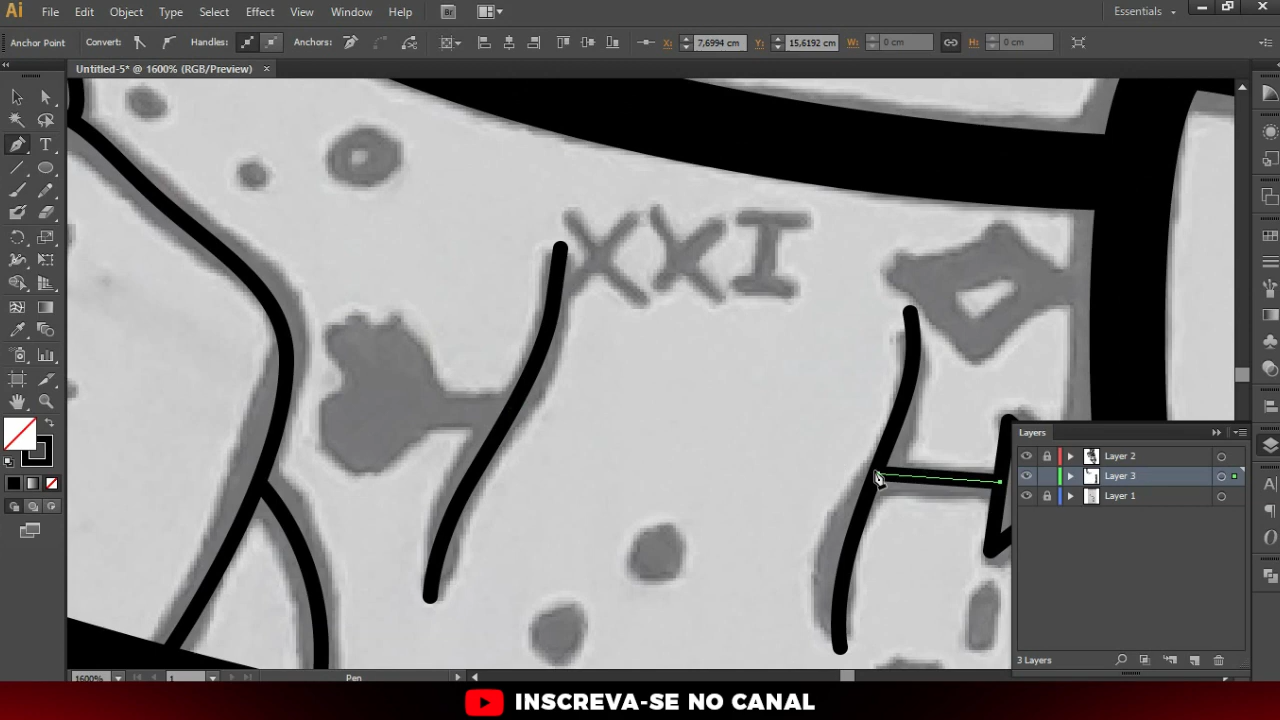 Ai File Edit Object Type Select Effect View Window Help Br Essentials
Anchor Point Convert: Handles: Anchors: X: 7,6994 cm Y: 15,6192 cm W: 0 cm H: 0 cm
Untitled-5* @ 1600% (RGB/Preview) ×
XXI
Layers
Layer 2
Layer 3
Layer 1
3 Layers
1600% 1 Pen
INSCREVA-SE NO CANAL